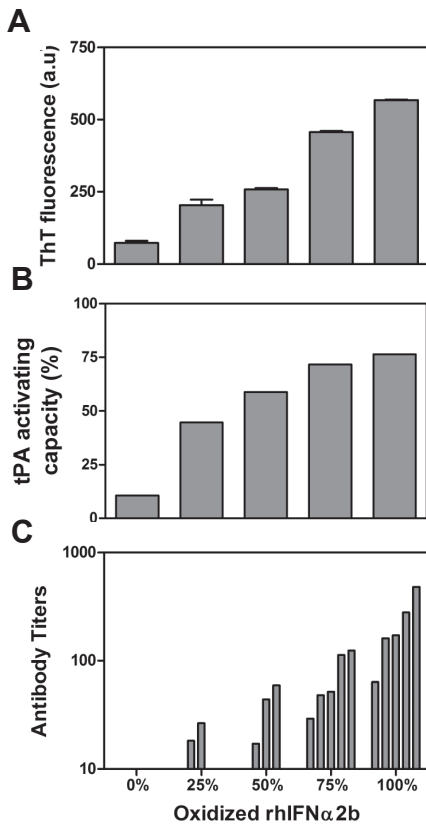 A
ThT fluorescence (a.u)
750
500
250
0
B
tPA activating
capacity (%)
100
75
50
25
0
C
Antibody Titers
1000
100
10
0%
25%
50%
75%
100%
Oxidized rhIFNα2b